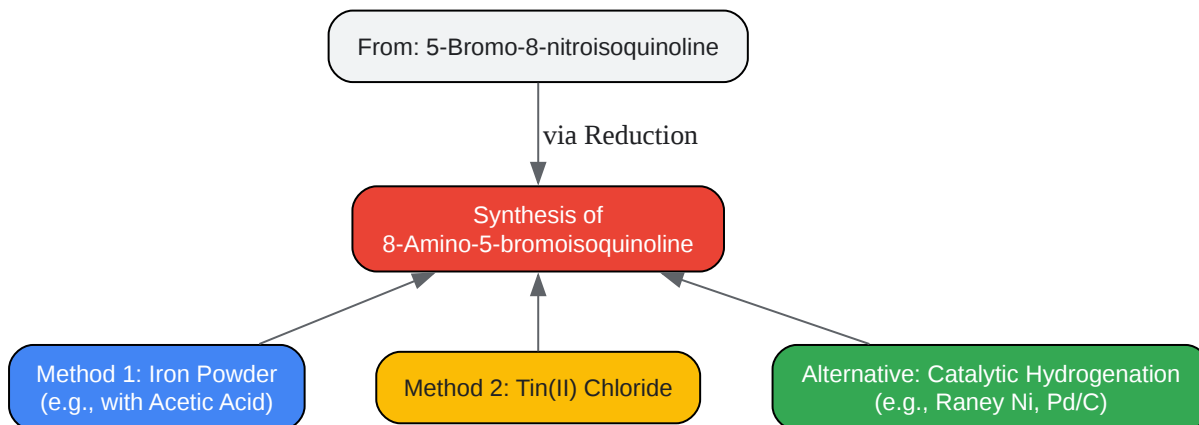 From: 5-Bromo-8-nitroisoquinoline
via Reduction
Synthesis of
8-Amino-5-bromoisoquinoline
Method 1: Iron Powder
(e.g., with Acetic Acid)
Method 2: Tin(II) Chloride
Alternative: Catalytic Hydrogenation
(e.g., Raney Ni, Pd/C)